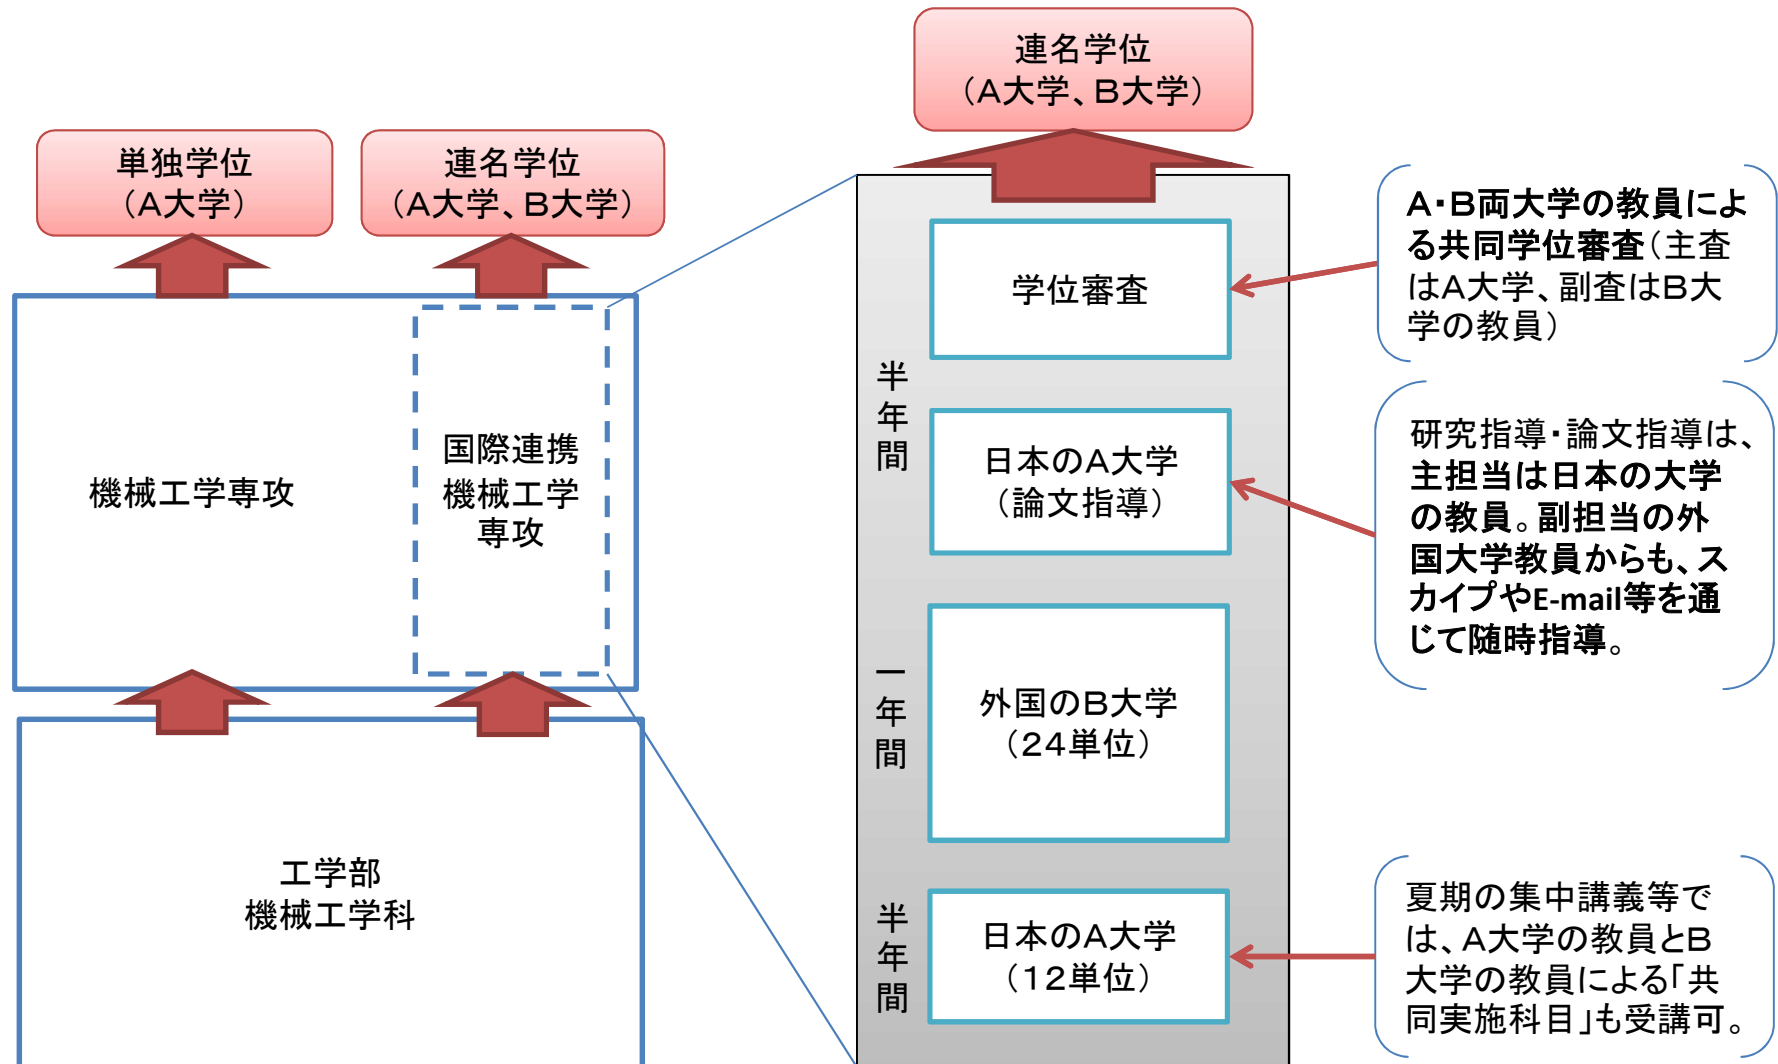 単独学位
（A大学）
連名学位
（A大学、B大学）
機械工学専攻
国際連携
機械工学
専攻
工学部
機械工学科
連名学位
（A大学、B大学）
学位審査
半年間
日本のA大学
（論文指導）
一年間
外国のB大学
（24単位）
半年間
日本のA大学
（12単位）
A・B両大学の教員によ
る共同学位審査（主査
はA大学、副査はB大
学の教員）
研究指導・論文指導は、
主担当は日本の大学
の教員。副担当の外
国大学教員からも、ス
カイプやE-mail等を通
じて随時指導。
夏期の集中講義等で
は、A大学の教員とB
大学の教員による「共
同実施科目」も受講可。